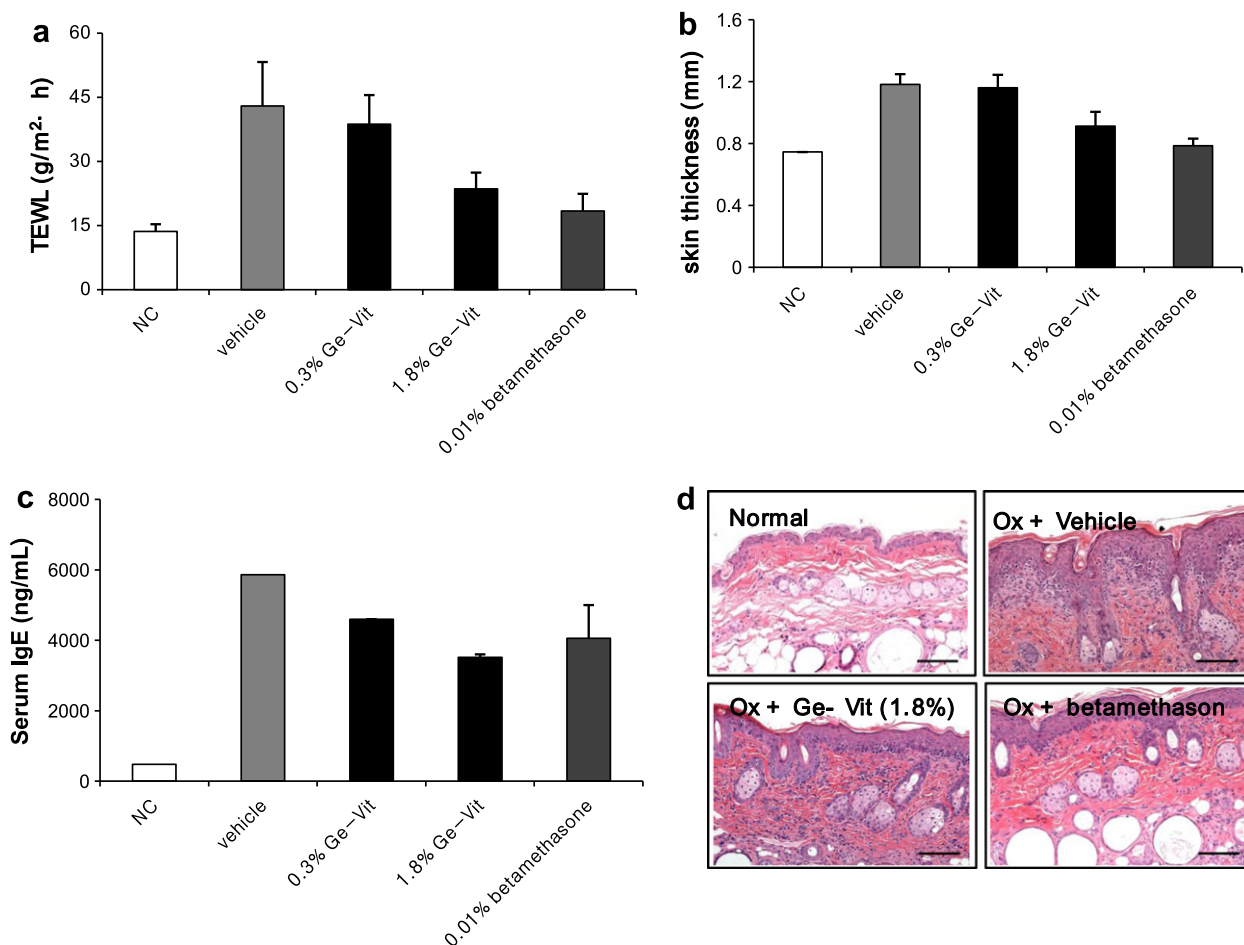 a
TEWL (g/m²· h)
60
45
30
15
0
NC
vehicle
0.3% Ge–Vit
1.8% Ge–Vit
0.01% betamethasone
b
skin thickness (mm)
1.6
1.2
0.8
0.4
0
NC
vehicle
0.3% Ge–Vit
1.8% Ge–Vit
0.01% betamethasone
c
Serum IgE (ng/mL)
8000
6000
4000
2000
0
NC
vehicle
0.3% Ge–Vit
1.8% Ge–Vit
0.01% betamethasone
d
Normal
Ox + Vehicle
Ox + Ge- Vit (1.8%)
Ox + betamethason